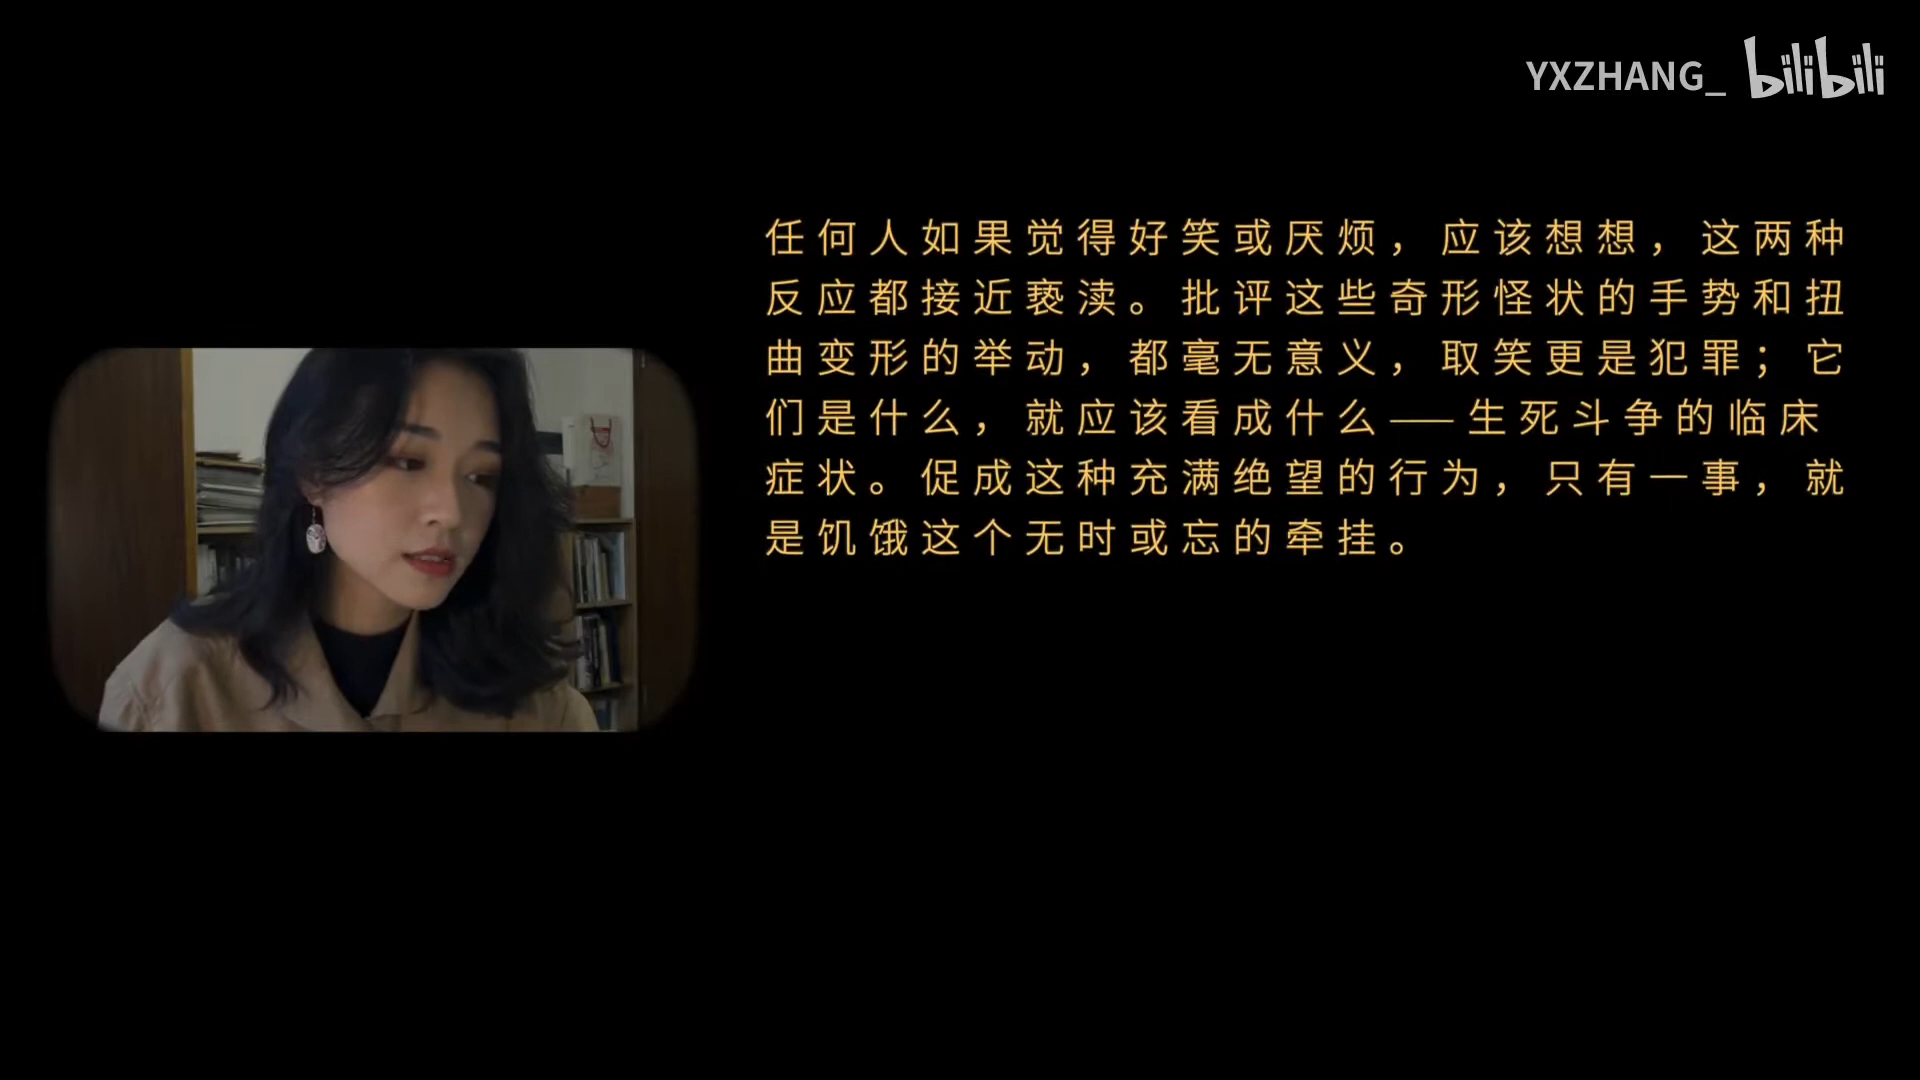 YXZHANG_ bilibili
任何人如果觉得好笑或厌烦，应该想想，这两种
反应都接近亵渎。批评这些奇形怪状的手势和扭
曲变形的举动，都毫无意义，取笑更是犯罪；它
们是什么，就应该看成什么——生死斗争的临床
症状。促成这种充满绝望的行为，只有一事，就
是饥饿这个无时或忘的牵挂。